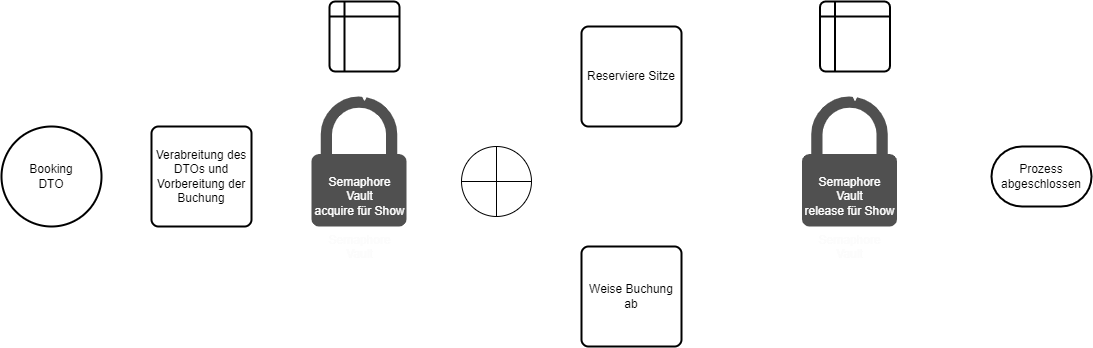 Booking
DTO
Verabreitung des
DTOs und
Vorbereitung der
Buchung
Semaphore
Vault
acquire für Show
Reserviere Sitze
Weise Buchung
ab
Semaphore
Vault
release für Show
Prozess
abgeschlossen